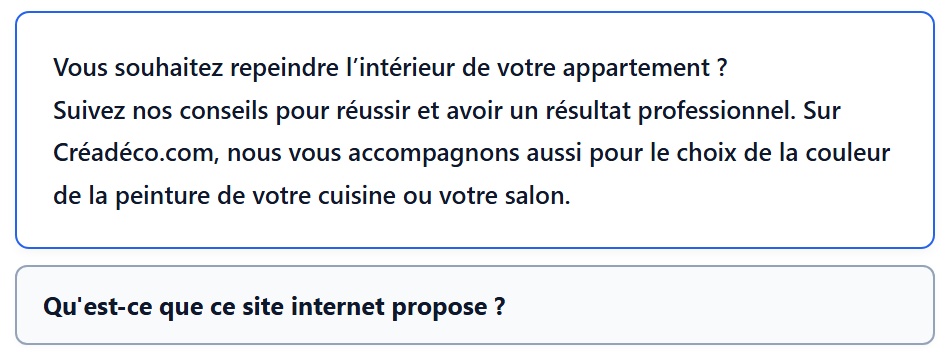 Vous souhaitez repeindre l’intérieur de votre appartement ?
Suivez nos conseils pour réussir et avoir un résultat professionnel. Sur
Créadéco.com, nous vous accompagnons aussi pour le choix de la couleur
de la peinture de votre cuisine ou votre salon.
Qu'est-ce que ce site internet propose ?